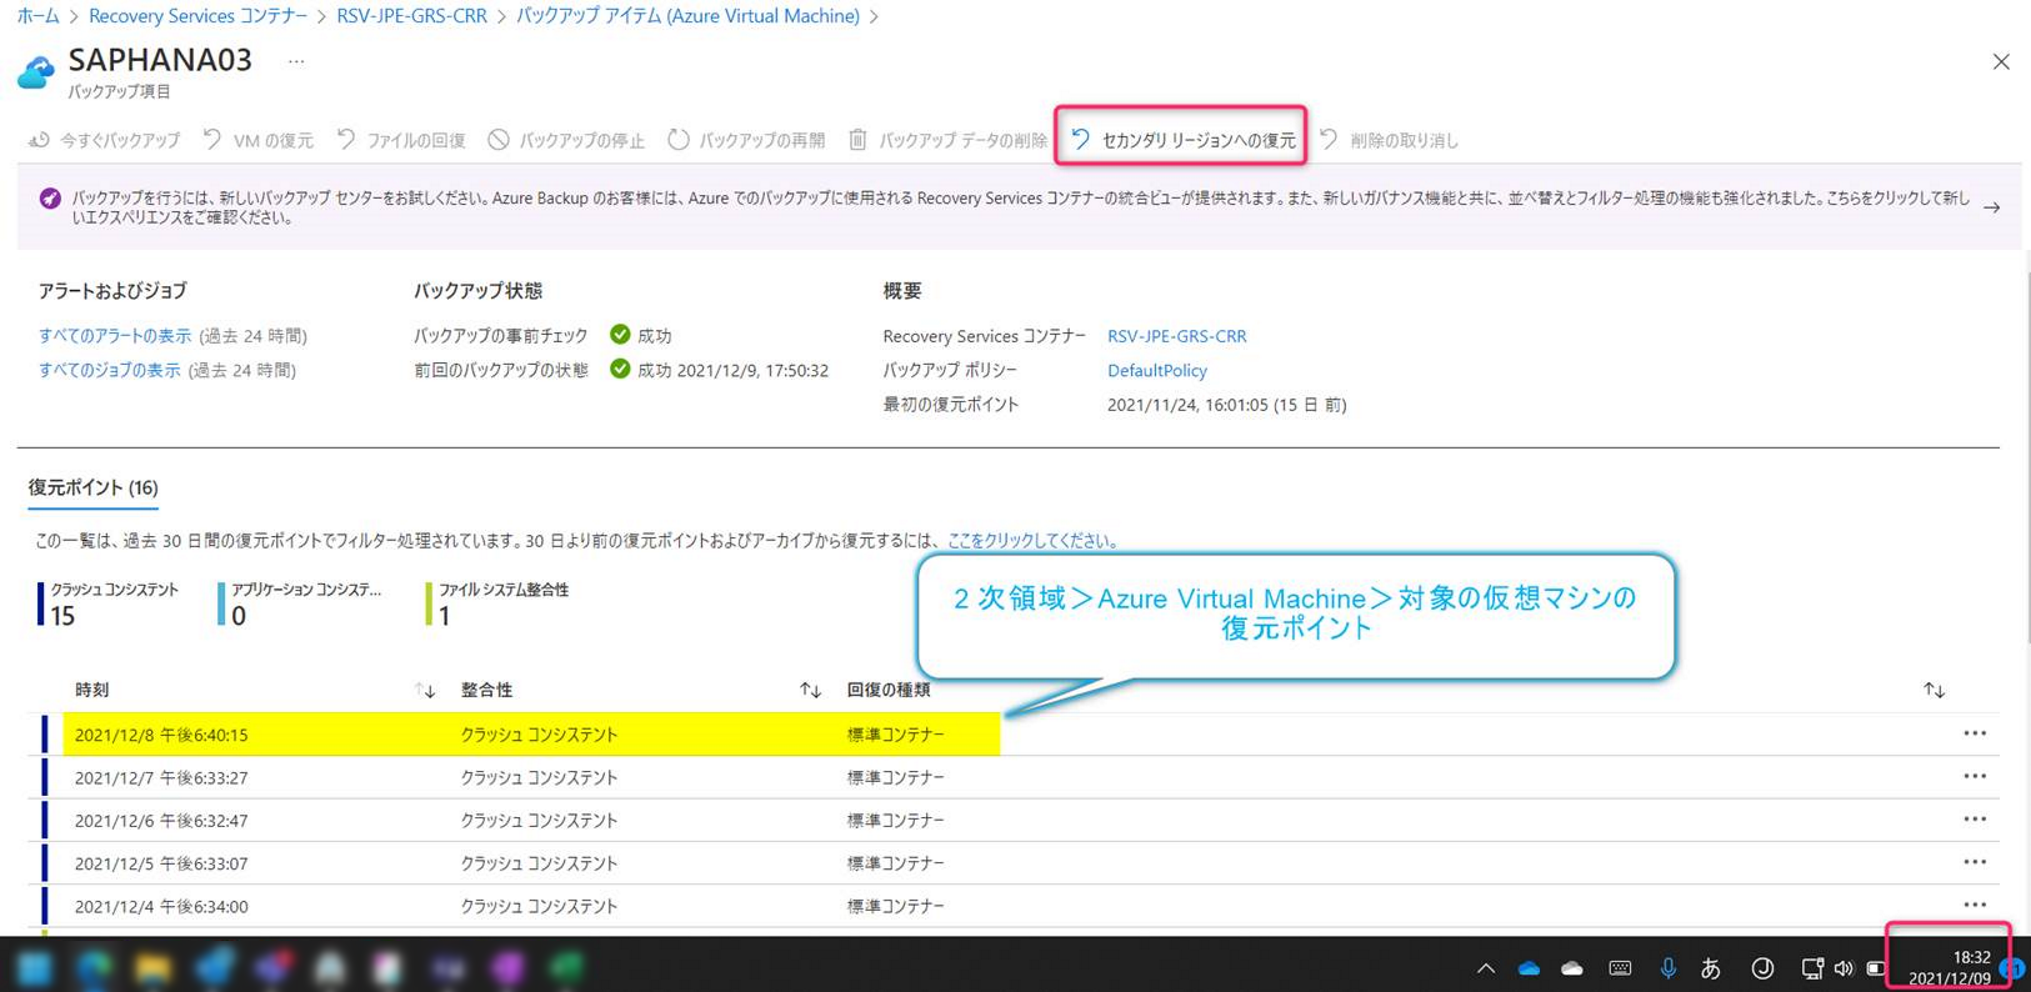 ホーム > Recovery Services コンテナー > RSV-JPE-GRS-CRR > バックアップ アイテム (Azure Virtual Machine) >
SAPHANA03 ...
バックアップ項目
今すぐバックアップ VM の復元 ファイルの回復 バックアップの停止 バックアップの再開 バックアップ データの削除 セカンダリ リージョンへの復元 削除の取り消し
バックアップを行うには、新しいバックアップ センターをお試しください。Azure Backup のお客様には、Azure でのバックアップに使用される Recovery Services コンテナーの統合ビューが提供されます。また、新しいガバナンス機能と共に、並べ替えとフィルター処理の機能も強化されました。こちらをクリックして新し
いエクスペリエンスをご確認ください。
アラートおよびジョブ
すべてのアラートの表示 (過去 24 時間)
すべてのジョブの表示 (過去 24 時間)
バックアップ状態
バックアップの事前チェック 成功
前回のバックアップの状態 成功 2021/12/9, 17:50:32
概要
Recovery Services コンテナー RSV-JPE-GRS-CRR
バックアップ ポリシー DefaultPolicy
最初の復元ポイント 2021/11/24, 16:01:05 (15 日 前)
復元ポイント (16)
この一覧は、過去 30 日間の復元ポイントでフィルター処理されています。30 日より前の復元ポイントおよびアーカイブから復元するには、ここをクリックしてください。
クラッシュ コンシステント
15
アプリケーション コンシステ...
0
ファイル システム整合性
1
2 次領域＞Azure Virtual Machine＞対象の仮想マシンの
復元ポイント
時刻 整合性 回復の種類
2021/12/8 午後6:40:15 クラッシュ コンシステント 標準コンテナー
2021/12/7 午後6:33:27 クラッシュ コンシステント 標準コンテナー
2021/12/6 午後6:32:47 クラッシュ コンシステント 標準コンテナー
2021/12/5 午後6:33:07 クラッシュ コンシステント 標準コンテナー
2021/12/4 午後6:34:00 クラッシュ コンシステント 標準コンテナー
あ
18:32
2021/12/09